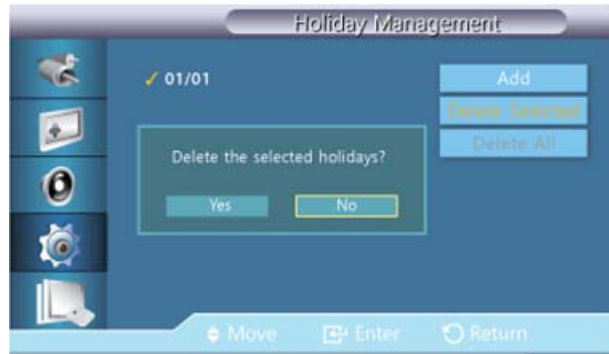 Holiday Management
01/01
Add
Delete Selected
Delete All
Delete the selected holidays?
Yes No
Move Enter Return